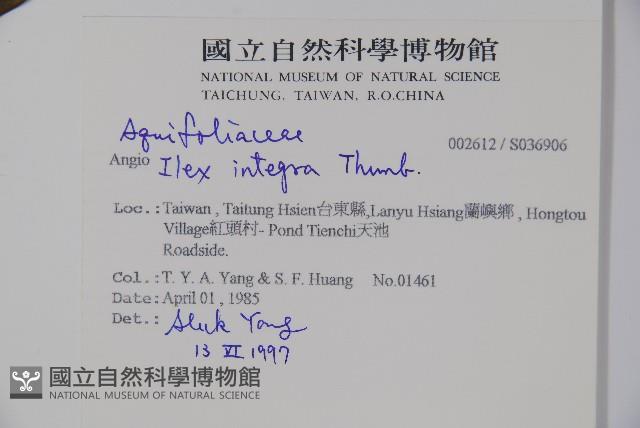 國立自然科學博物館
NATIONAL MUSEUM OF NATURAL SCIENCE
TAICHUNG, TAIWAN, R.O.CHINA
Aquifoliaceae
002612 / S036906
Angio Ilex integra Thunb.
Loc.: Taiwan , Taitung Hsien台東縣,Lanyu Hsiang蘭嶼鄉 , Hongtou
Village紅頭村- Pond Tienchi天池
Roadside.
Col.: T. Y. A. Yang & S. F. Huang No.01461
Date: April 01 , 1985
Det.: Aleck Yang
13 VI 1997
國立自然科學博物館
NATIONAL MUSEUM OF NATURAL SCIENCE